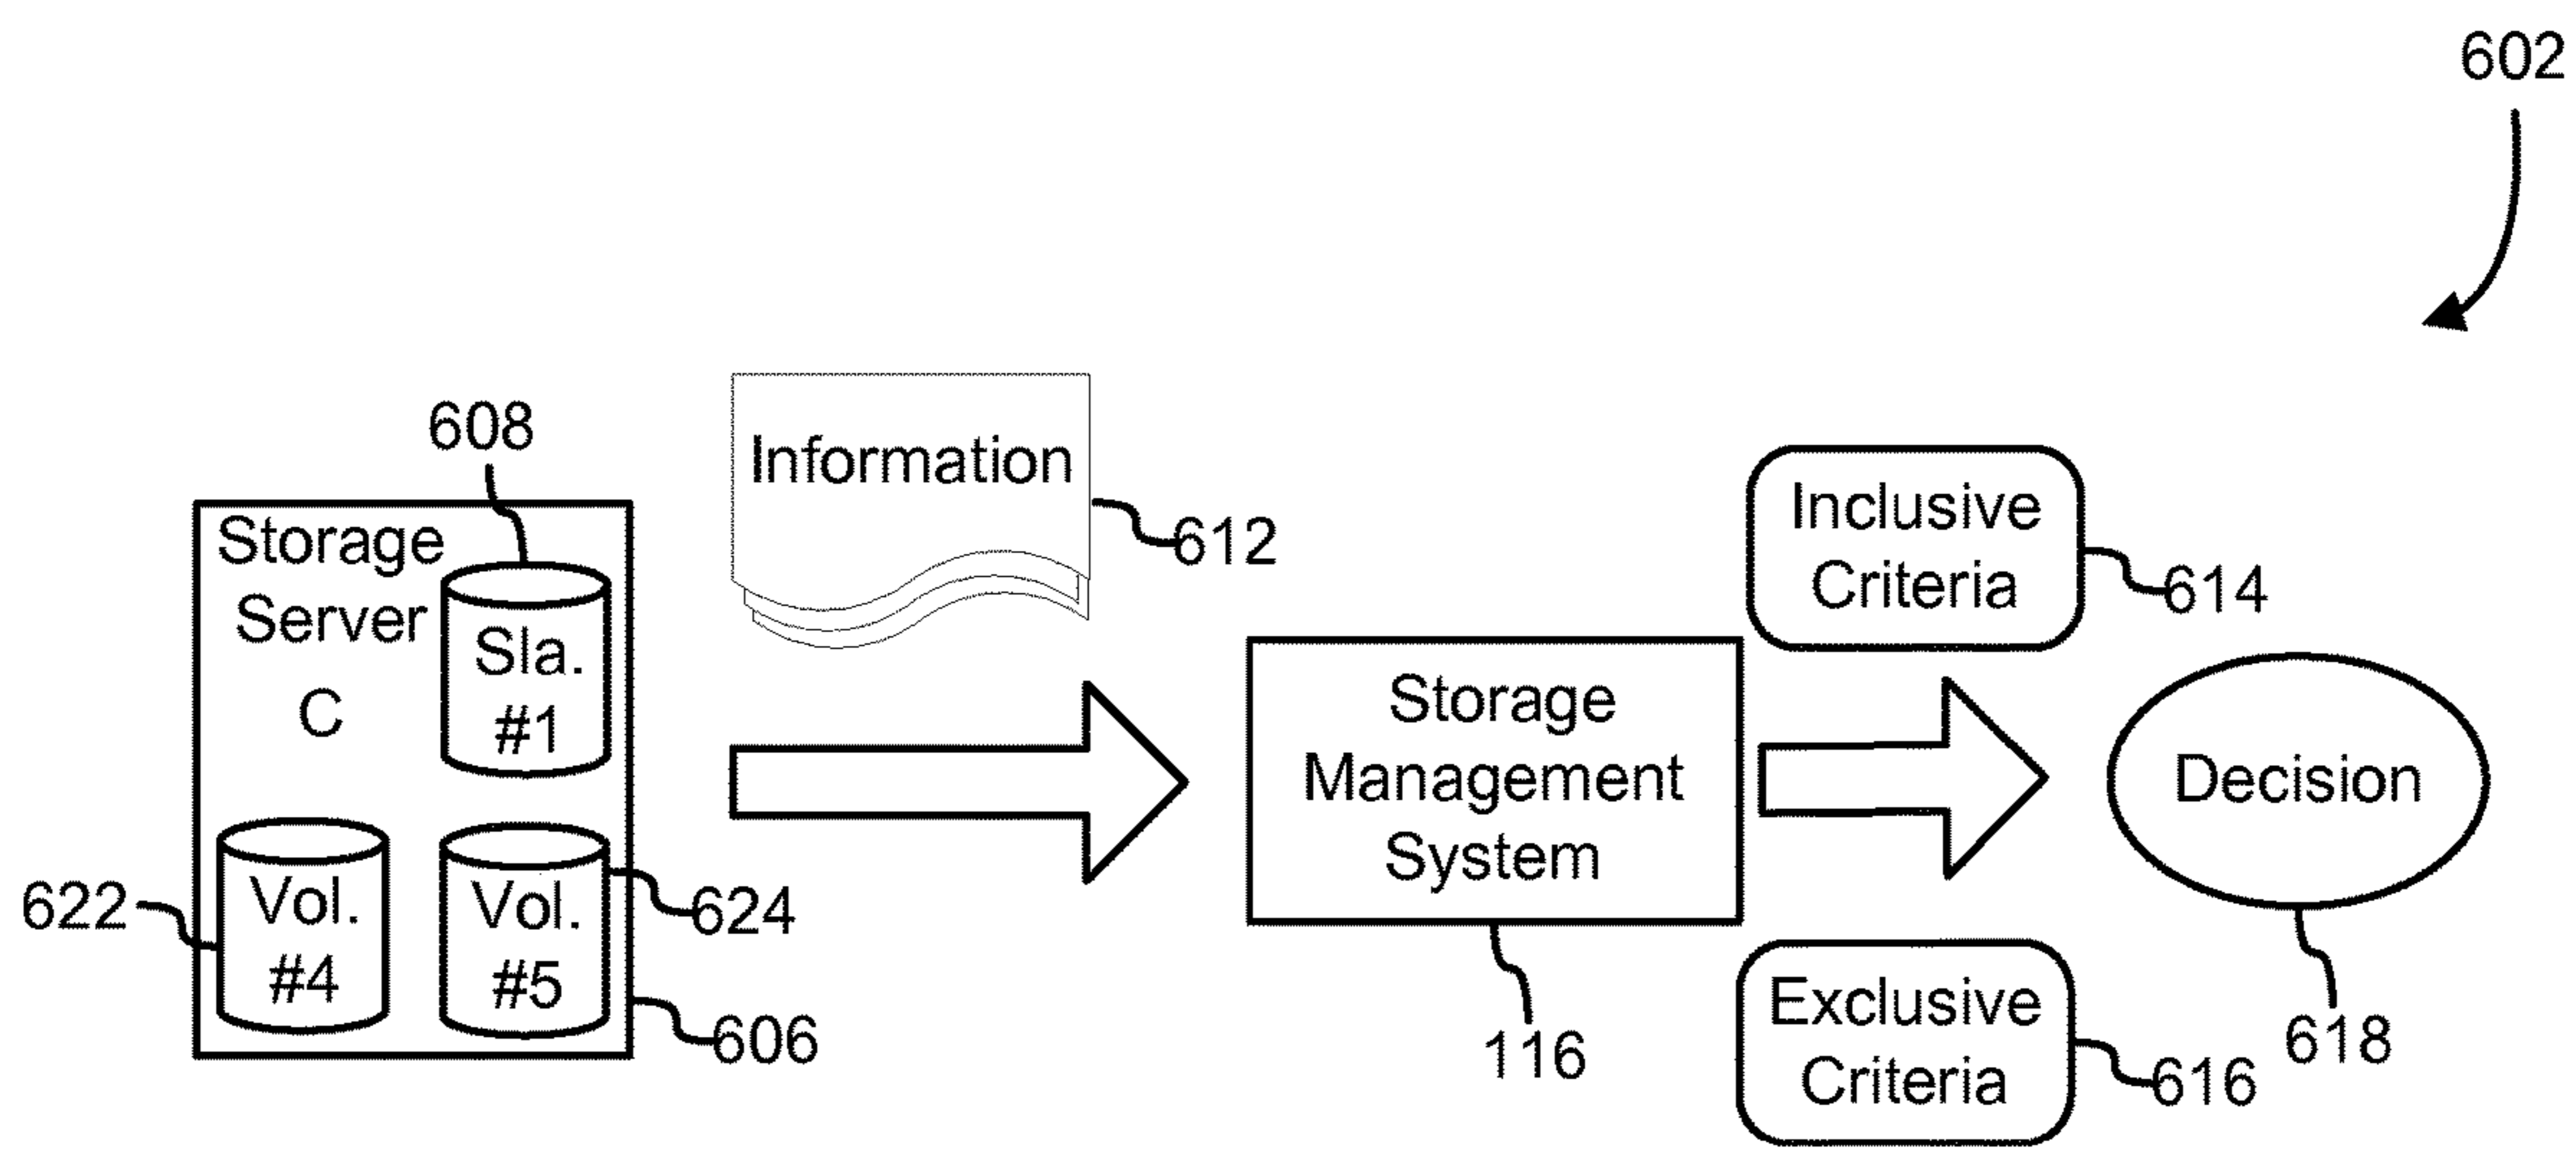 602
608
Information
612
Storage
Server
C
Sla.
#1
Inclusive
Criteria
614
Storage
Management
System
Decision
622
Vol.
#4
Vol.
#5
624
606
116
Exclusive
Criteria
616
618